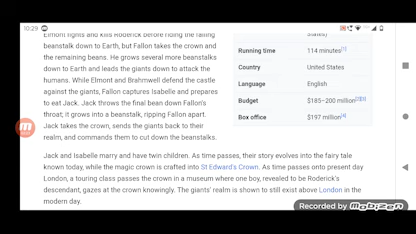 10:29
Elmont fights and kills Roderick before riding the falling
beanstalk down to Earth, but Fallon takes the crown and
the remaining beans. He grows several more beanstalks
down to Earth and leads the giants down to attack the
humans. While Elmont and Brahmwell defend the castle
against the giants, Fallon captures Isabelle and prepares
to eat Jack. Jack throws the final bean down Fallon's
throat; it grows into a beanstalk, ripping Fallon apart.
Jack takes the crown, sends the giants back to their
realm, and commands them to cut down the beanstalks.
States)
Running time 114 minutes[1]
Country United States
Language English
Budget $185–200 million[2][3]
Box office $197 million[4]
Jack and Isabelle marry and have twin children. As time passes, their story evolves into the fairy tale
known today, while the magic crown is crafted into St Edward's Crown. As time passes onto present day
London, a touring class passes the crown in a museum where one boy, revealed to be Roderick's
descendant, gazes at the crown knowingly. The giants' realm is shown to still exist above London in the
modern day.
Recorded by Mobizen